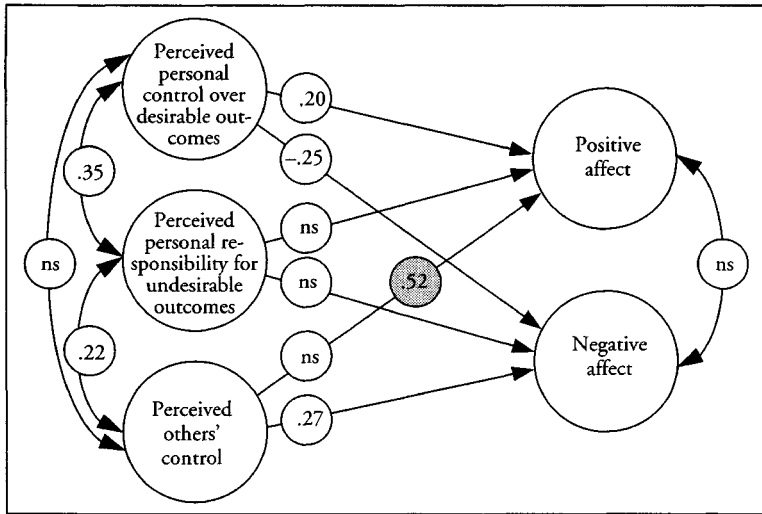 Perceived
personal
control over
desirable out-
comes
.20
-.25
Positive
affect
.35
Perceived
personal re-
sponsibility for
undesirable
outcomes
ns
ns
ns
.52
ns
.22
ns
Negative
affect
Perceived
others'
control
.27